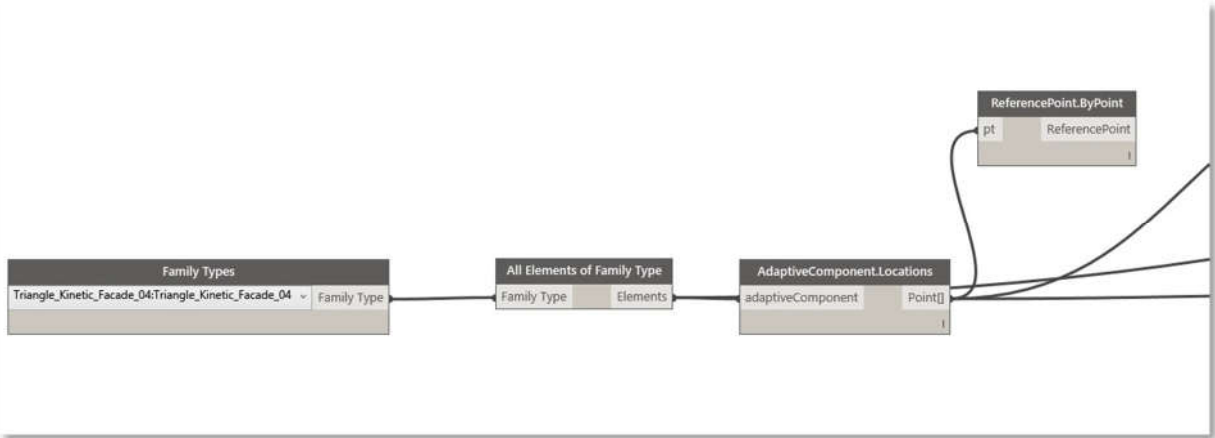 ReferencePoint.ByPoint
pt ReferencePoint
Family Types
Triangle_Kinetic_Facade_04:Triangle_Kinetic_Facade_04 Family Type
All Elements of Family Type
Family Type Elements
AdaptiveComponent.Locations
adaptiveComponent Point[]